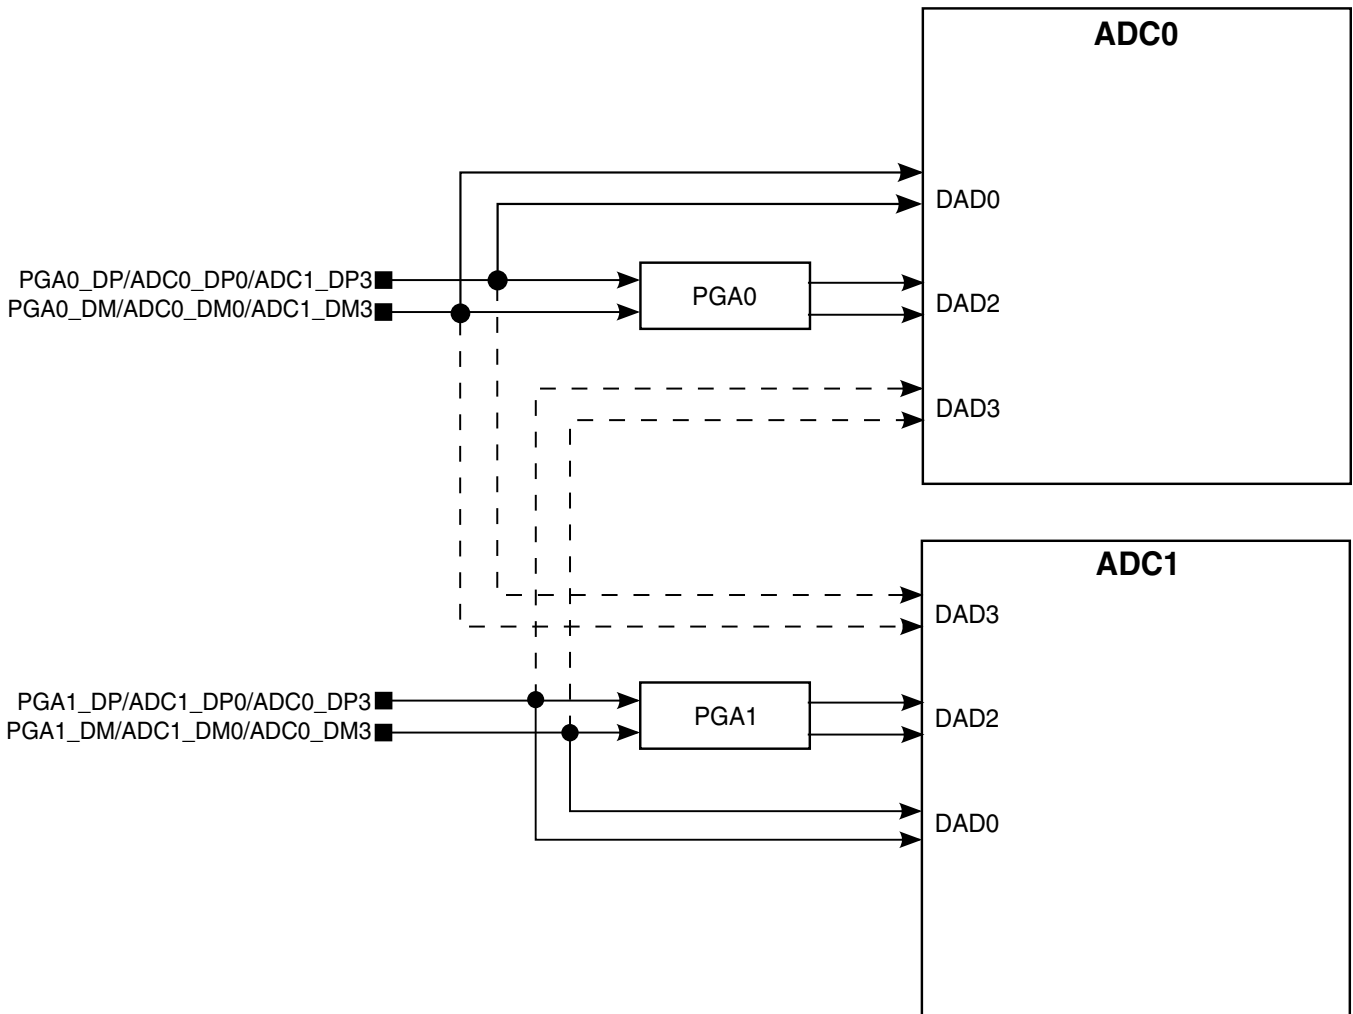 ADC0
DAD0
PGA0_DP/ADC0_DP0/ADC1_DP3
PGA0_DM/ADC0_DM0/ADC1_DM3
PGA0
DAD2
DAD3
ADC1
DAD3
PGA1_DP/ADC1_DP0/ADC0_DP3
PGA1_DM/ADC1_DM0/ADC0_DM3
PGA1
DAD2
DAD0